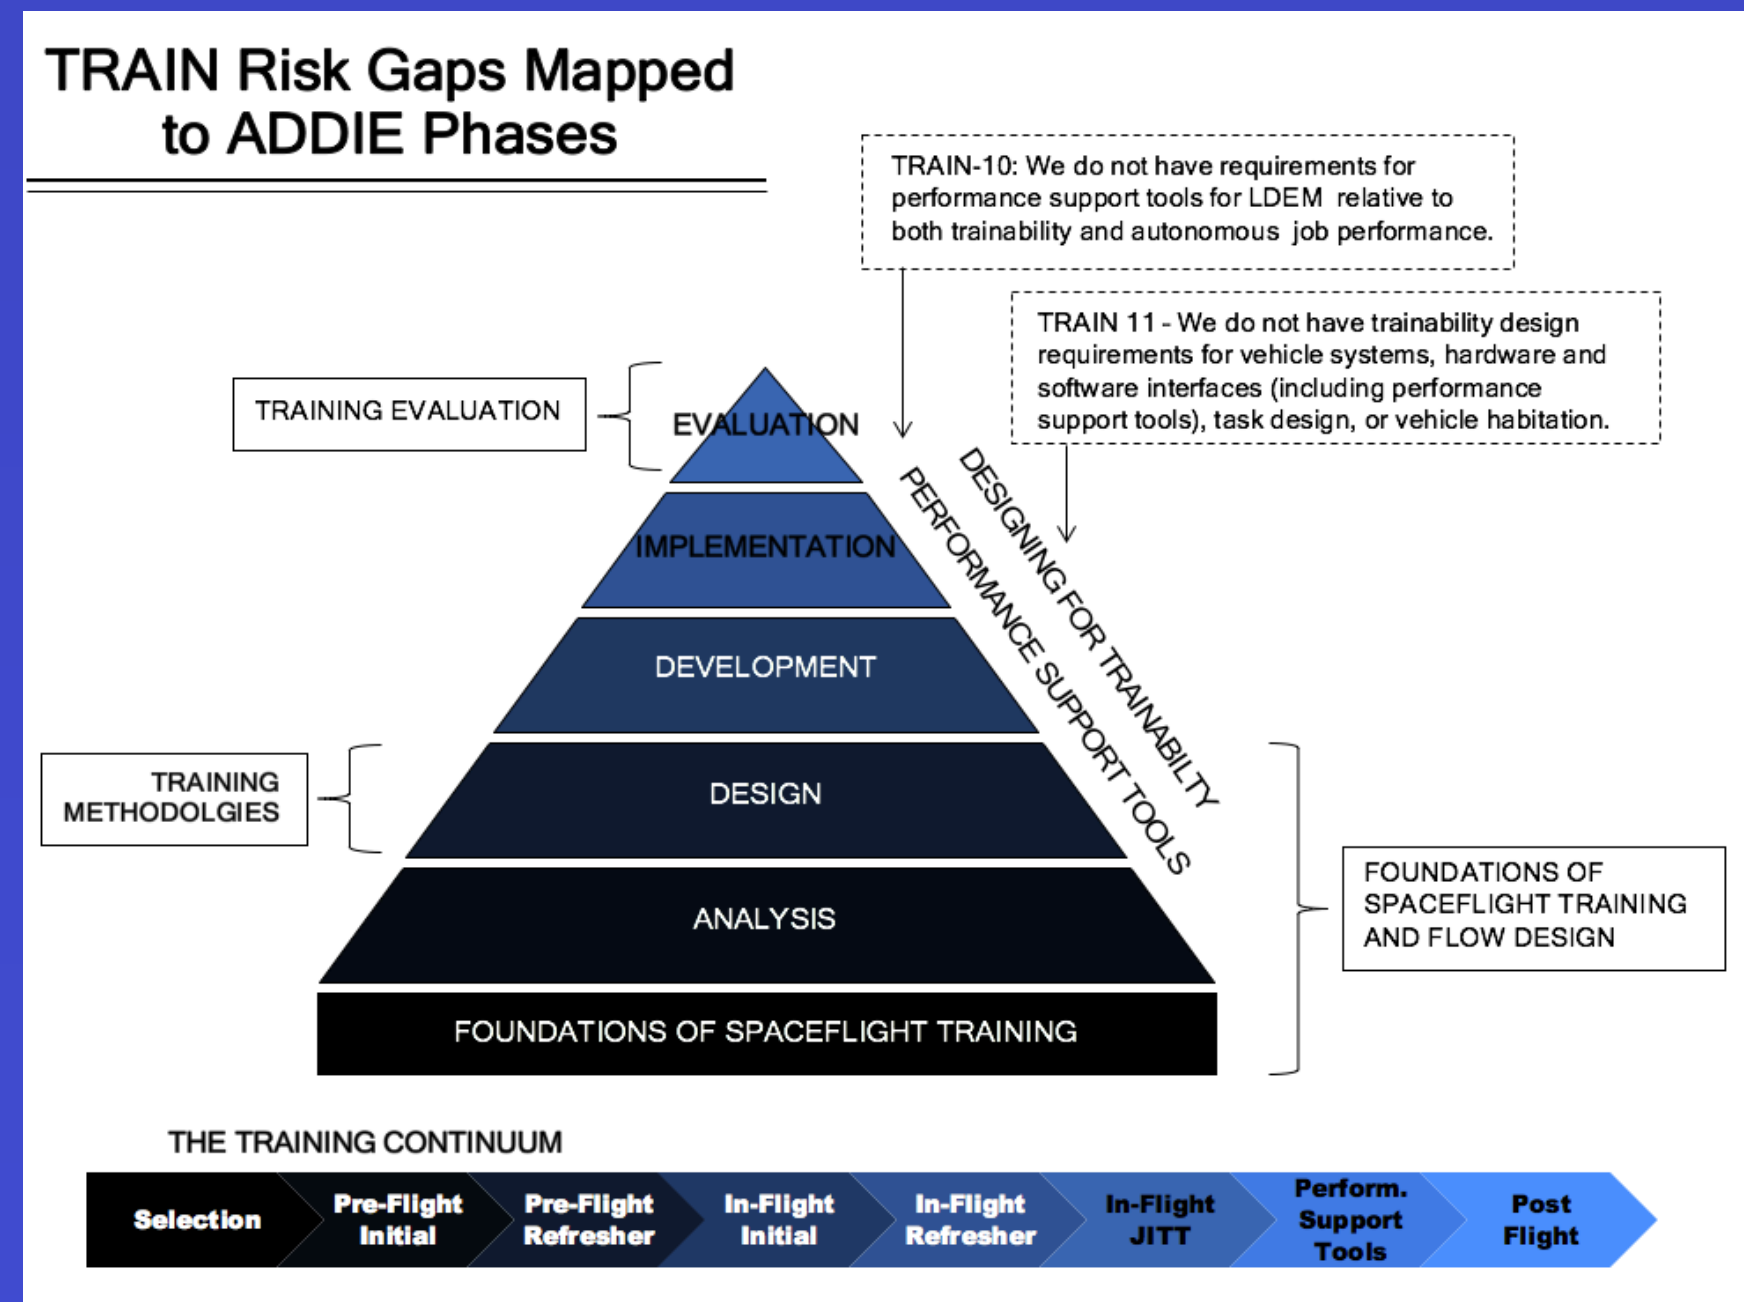 TRAIN Risk Gaps Mapped
to ADDIE Phases
TRAIN-10: We do not have requirements for
performance support tools for LDEM relative to
both trainability and autonomous job performance.
TRAIN 11 - We do not have trainability design
requirements for vehicle systems, hardware and
software interfaces (including performance
support tools), task design, or vehicle habitation.
TRAINING EVALUATION
EVALUATION
IMPLEMENTATION
DEVELOPMENT
DESIGN
ANALYSIS
FOUNDATIONS OF SPACEFLIGHT TRAINING
PERFORMANCE SUPPORT TOOLS
DESIGNING FOR TRAINABILTY
TRAINING
METHODOLGIES
FOUNDATIONS OF
SPACEFLIGHT TRAINING
AND FLOW DESIGN
THE TRAINING CONTINUUM
Selection
Pre-Flight
Initial
Pre-Flight
Refresher
In-Flight
Initial
In-Flight
Refresher
In-Flight
JITT
Perform.
Support
Tools
Post
Flight